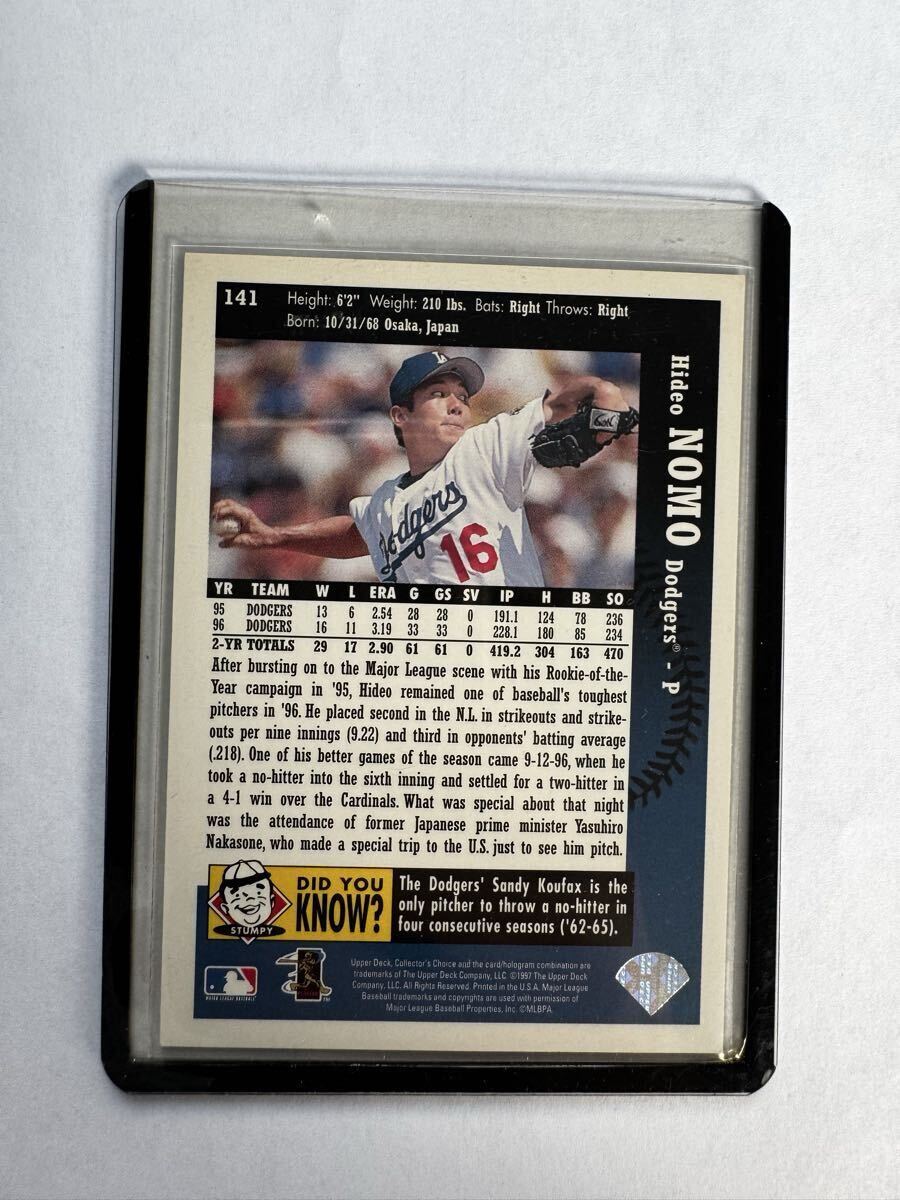 141
Height: 6'2" Weight: 210 lbs. Bats: Right Throws: Right
Born: 10/31/68 Osaka, Japan
Hideo NOMO Dodgers® - P
LA
Dodgers
16
YR TEAM W L ERA G GS SV IP H BB SO
95 DODGERS 13 6 2.54 28 28 0 191.1 124 78 236
96 DODGERS 16 11 3.19 33 33 0 228.1 180 85 234
2-YR TOTALS 29 17 2.90 61 61 0 419.2 304 163 470
After bursting on to the Major League scene with his Rookie-of-the-
Year campaign in '95, Hideo remained one of baseball's toughest
pitchers in '96. He placed second in the N.L. in strikeouts and strike-
outs per nine innings (9.22) and third in opponents' batting average
(.218). One of his better games of the season came 9-12-96, when he
took a no-hitter into the sixth inning and settled for a two-hitter in
a 4-1 win over the Cardinals. What was special about that night
was the attendance of former Japanese prime minister Yasuhiro
Nakasone, who made a special trip to the U.S. just to see him pitch.
STUMPY
DID YOU
KNOW?
The Dodgers' Sandy Koufax is the
only pitcher to throw a no-hitter in
four consecutive seasons ('62-65).
MAJOR LEAGUE BASEBALL
Upper Deck, Collector's Choice and the card/hologram combination are
trademarks of The Upper Deck Company, LLC ©1997 The Upper Deck
Company, LLC. All Rights Reserved. Printed in the U.S.A. Major League
Baseball trademarks and copyrights are used with permission of
Major League Baseball Properties, Inc. ©MLBPA